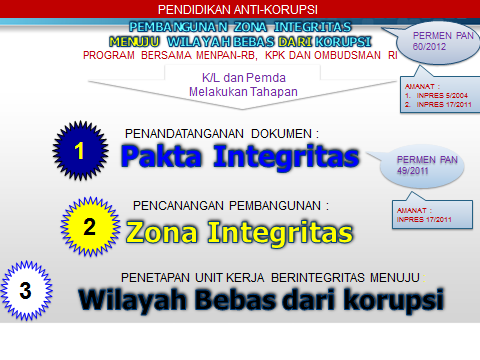 PENDIDIKAN ANTI-KORUPSI
PEMBANGUNAN ZONA INTEGRITAS
MENUJU WILAYAH BEBAS DARI KORUPSI
PROGRAM BERSAMA MENPAN-RB, KPK DAN OMBUDSMAN RI
PERMEN PAN
60/2012
K/L dan Pemda
Melakukan Tahapan
AMANAT :
1. INPRES 5/2004
2. INPRES 17/2011
1
PENANDATANGANAN DOKUMEN :
Pakta Integritas
PERMEN PAN
49/2011
AMANAT :
INPRES 17/2011
2
PENCANANGAN PEMBANGUNAN :
Zona Integritas
3
PENETAPAN UNIT KERJA BERINTEGRITAS MENUJU
Wilayah Bebas dari korupsi